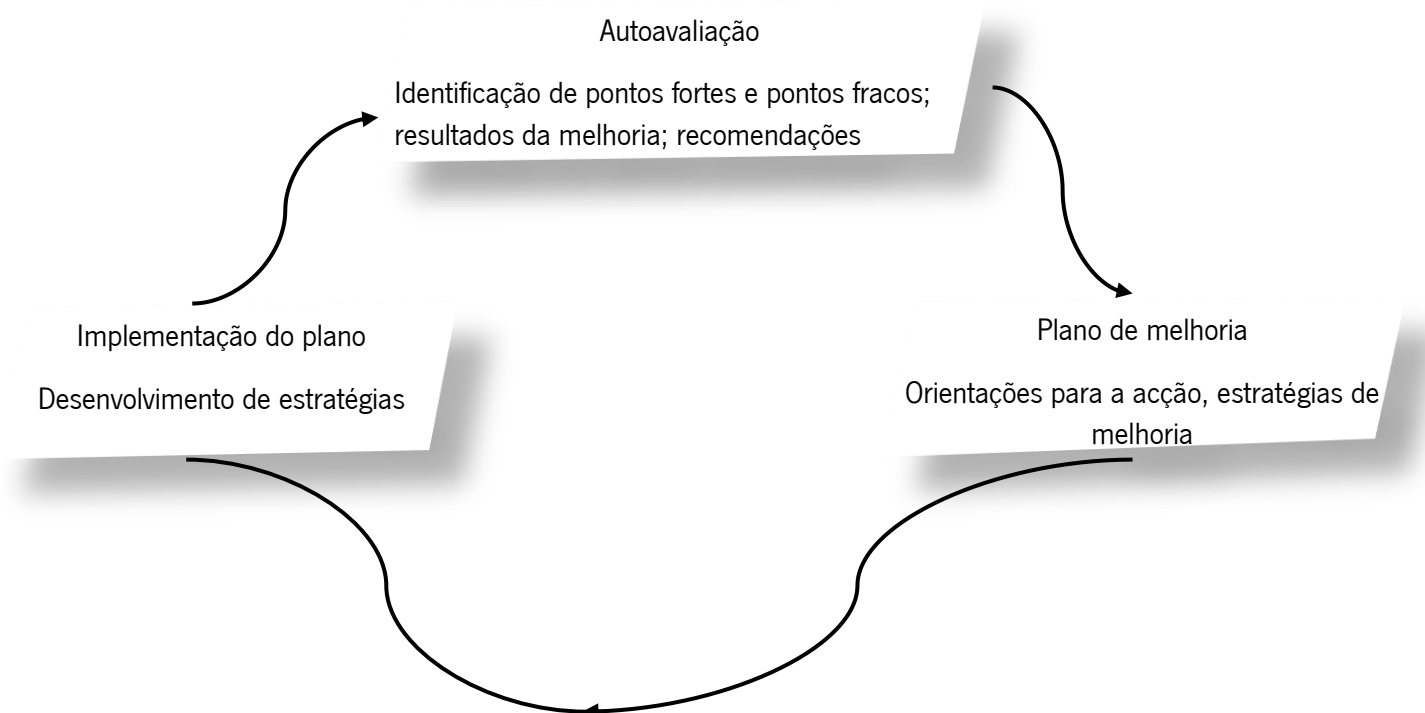 Autoavaliação
Identificação de pontos fortes e pontos fracos;
resultados da melhoria; recomendações
Implementação do plano
Desenvolvimento de estratégias
Plano de melhoria
Orientações para a acção, estratégias de
melhoria